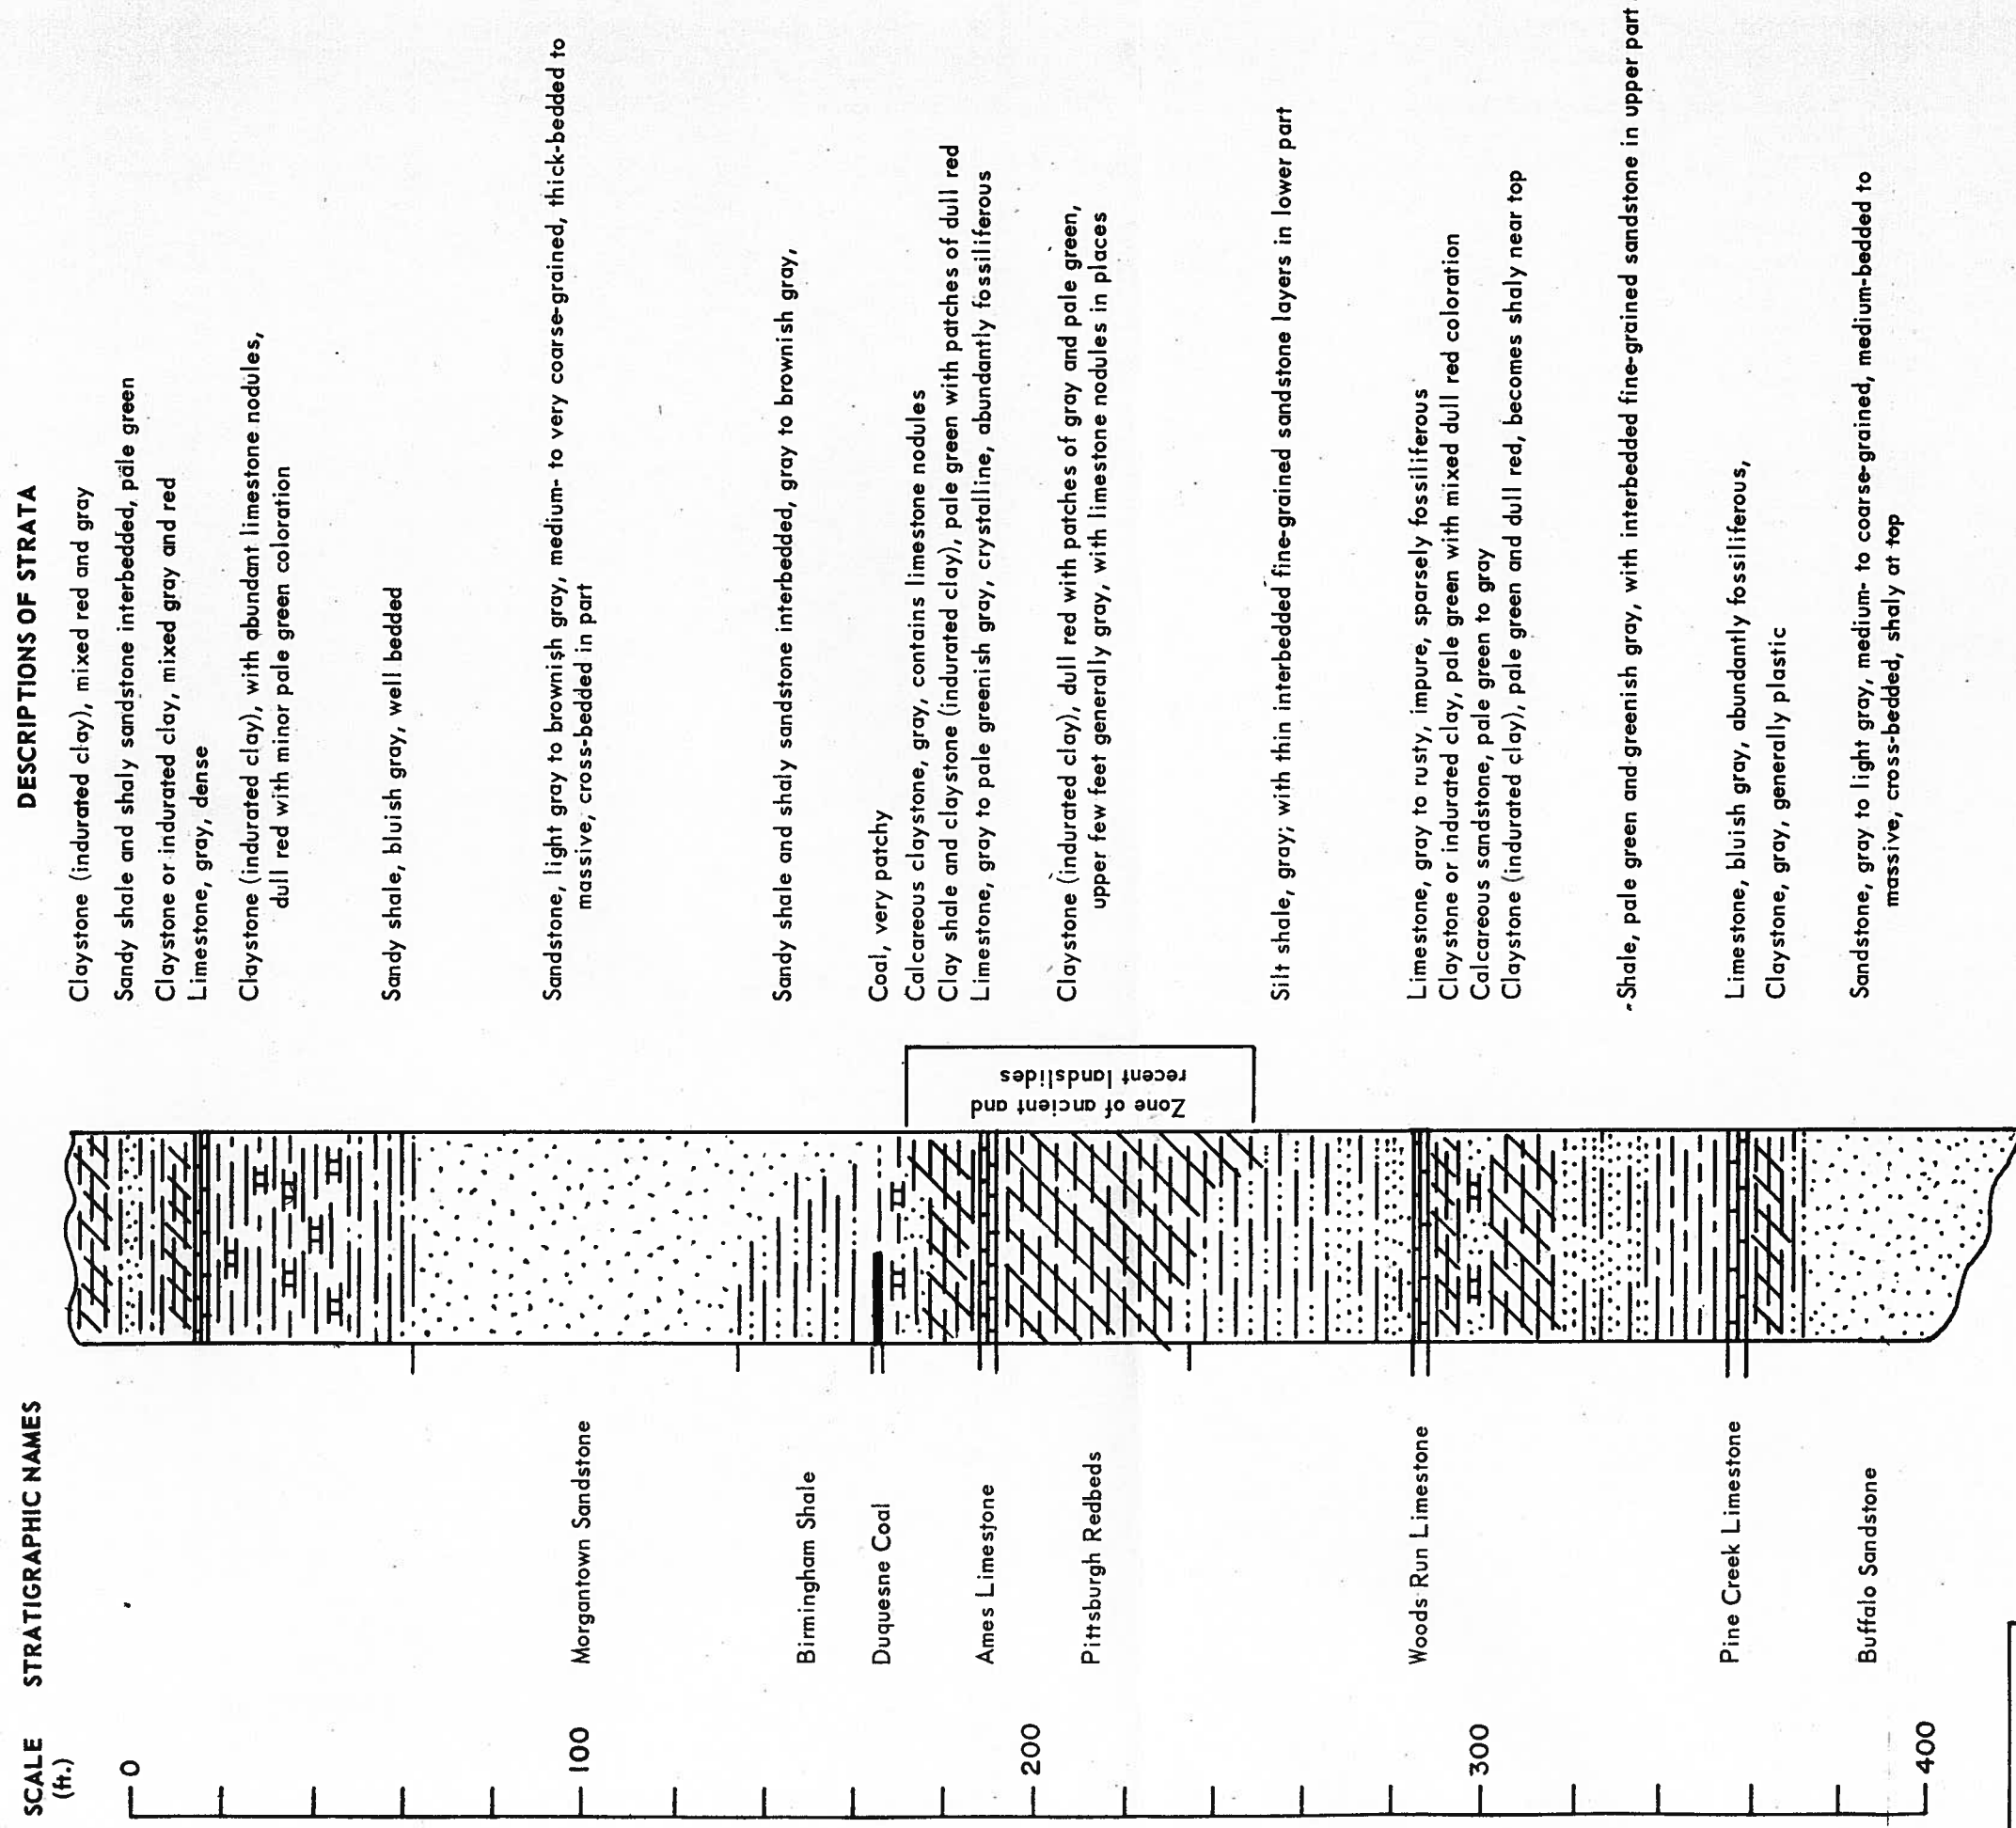 SCALE
(ft.)
STRATIGRAPHIC NAMES
DESCRIPTIONS OF STRATA
0
100
200
300
400
Morgantown Sandstone
Birmingham Shale
Duquesne Coal
Ames Limestone
Pittsburgh Redbeds
Woods Run Limestone
Pine Creek Limestone
Buffalo Sandstone
Zone of ancient and
recent landslides
Claystone (indurated clay), mixed red and gray
Sandy shale and shaly sandstone interbedded, pale green
Claystone or indurated clay, mixed gray and red
Limestone, gray, dense
Claystone (indurated clay), with abundant limestone nodules,
dull red with minor pale green coloration
Sandy shale, bluish gray, well bedded
Sandstone, light gray to brownish gray, medium- to very coarse-grained, thick-bedded to
massive, cross-bedded in part
Sandy shale and shaly sandstone interbedded, gray to brownish gray,
Coal, very patchy
Calcareous claystone, gray, contains limestone nodules
Clay shale and claystone (indurated clay), pale green with patches of dull red
Limestone, gray to pale greenish gray, crystalline, abundantly fossiliferous
Claystone (indurated clay), dull red with patches of gray and pale green,
upper few feet generally gray, with limestone nodules in places
Silt shale, gray; with thin interbedded fine-grained sandstone layers in lower part
Limestone, gray to rusty, impure, sparsely fossiliferous
Claystone or indurated clay, pale green with mixed dull red coloration
Calcareous sandstone, pale green to gray
Claystone (indurated clay), pale green and dull red, becomes shaly near top
Shale, pale green and greenish gray, with interbedded fine-grained sandstone in upper part
Limestone, bluish gray, abundantly fossiliferous,
Claystone, gray, generally plastic
Sandstone, gray to light gray, medium- to coarse-grained, medium-bedded to
massive, cross-bedded, shaly at top